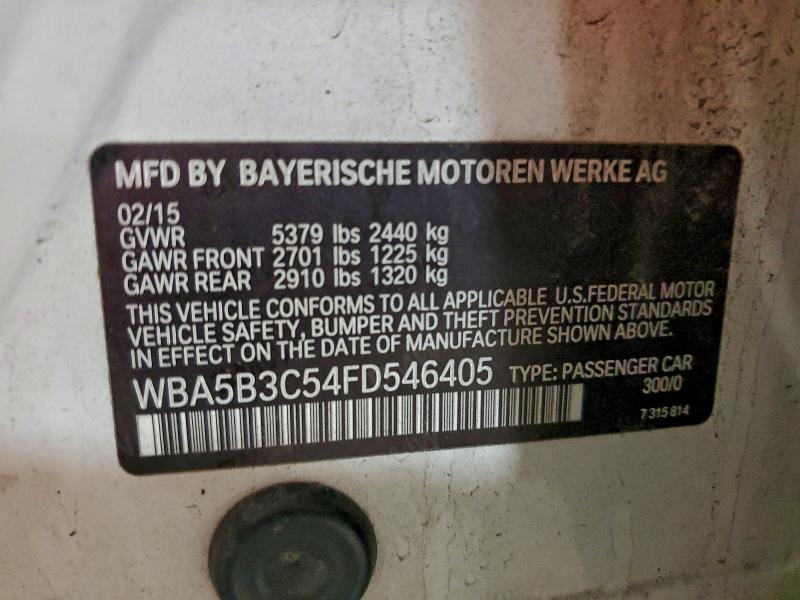 MFD BY BAYERISCHE MOTOREN WERKE AG
02/15
GVWR 5379 lbs 2440 kg
GAWR FRONT 2701 lbs 1225 kg
GAWR REAR 2910 lbs 1320 kg
THIS VEHICLE CONFORMS TO ALL APPLICABLE U.S.FEDERAL MOTOR
VEHICLE SAFETY, BUMPER AND THEFT PREVENTION STANDARDS
IN EFFECT ON THE DATE OF MANUFACTURE SHOWN ABOVE.
WBA5B3C54FD546405 TYPE: PASSENGER CAR
300/0
7 315 814